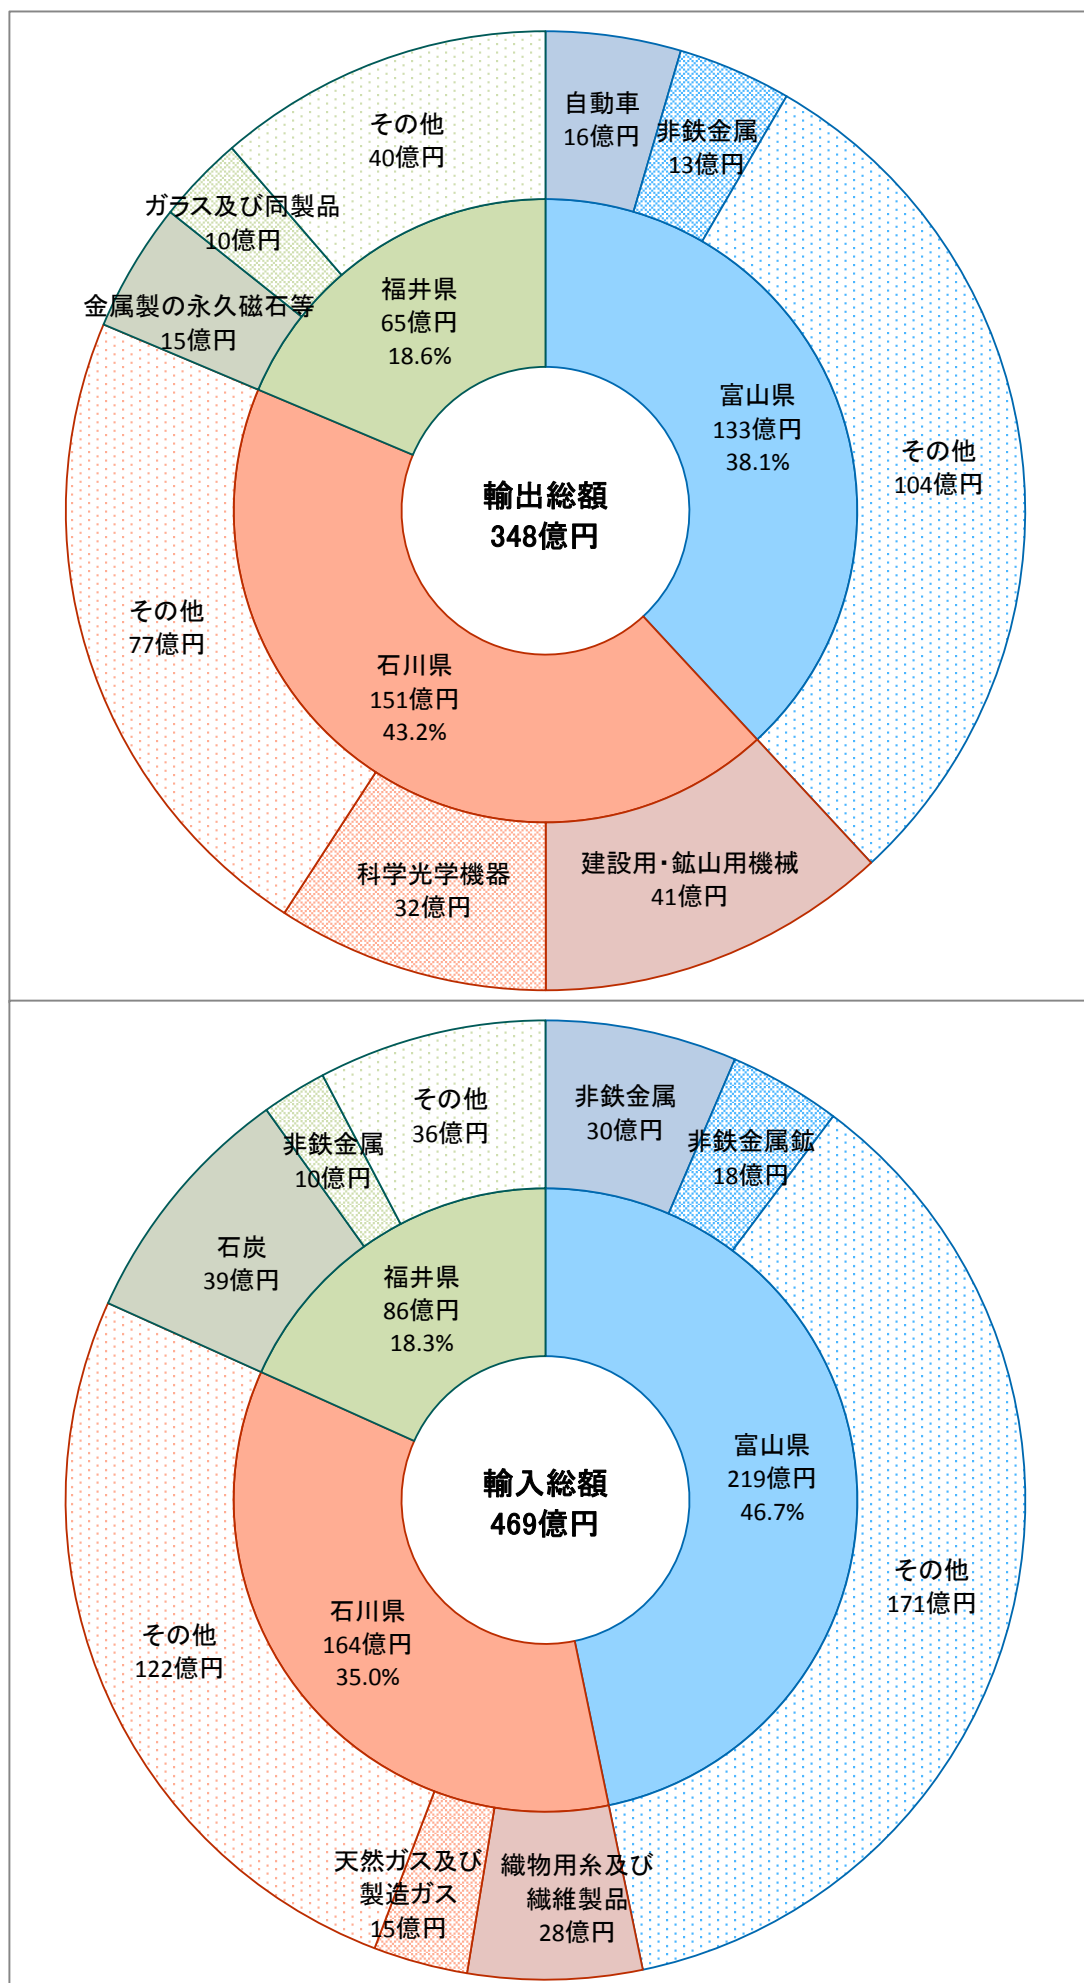 自動車
16億円
非鉄金属
13億円
その他
104億円
富山県
133億円
38.1%
建設用・鉱山用機械
41億円
科学光学機器
32億円
その他
77億円
石川県
151億円
43.2%
金属製の永久磁石等
15億円
ガラス及び同製品
10億円
その他
40億円
福井県
65億円
18.6%
輸出総額
348億円
非鉄金属
30億円
非鉄金属鉱
18億円
その他
171億円
富山県
219億円
46.7%
織物用糸及び
繊維製品
28億円
天然ガス及び
製造ガス
15億円
その他
122億円
石川県
164億円
35.0%
石炭
39億円
非鉄金属
10億円
その他
36億円
福井県
86億円
18.3%
輸入総額
469億円